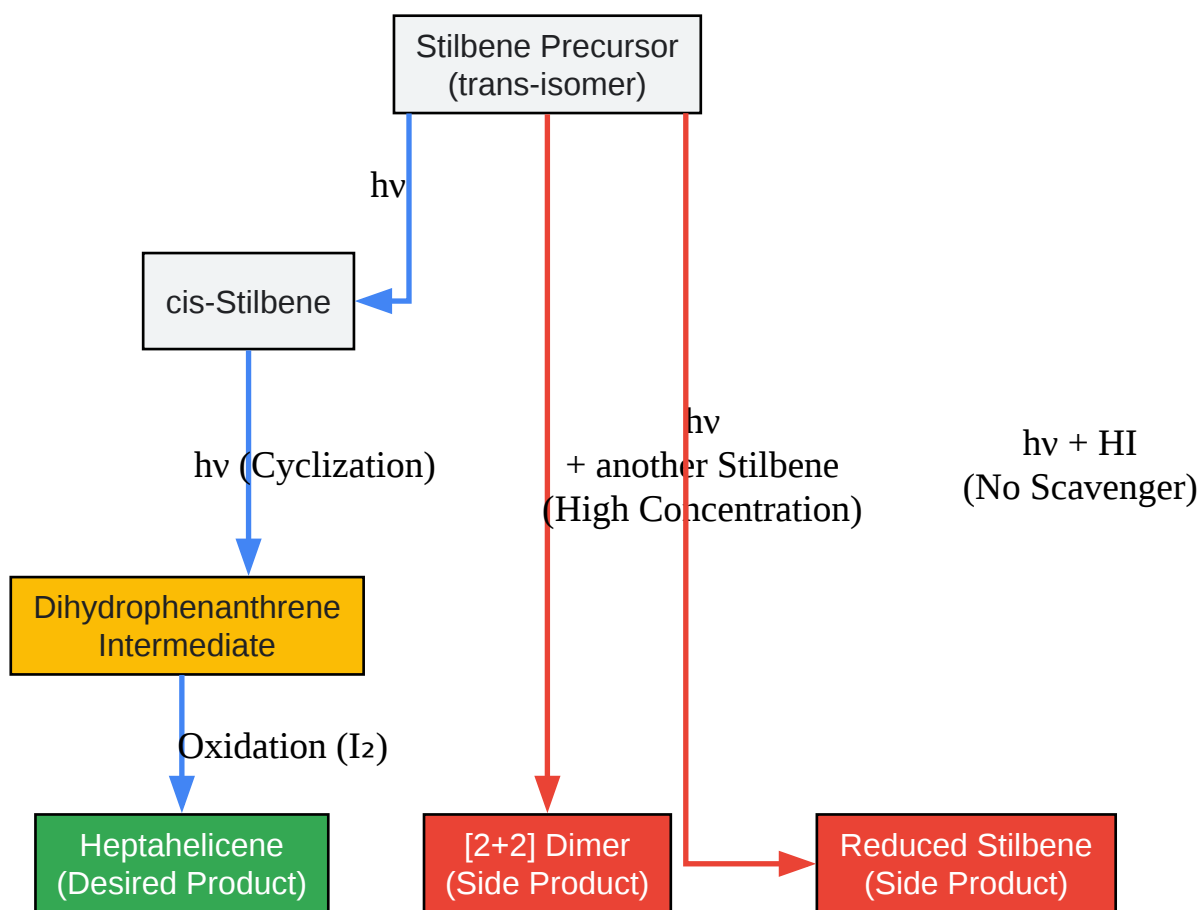 Stilbene Precursor
(trans-isomer)
hν
cis-Stilbene
hν (Cyclization)
hν
+ another Stilbene
(High Concentration)
hν + HI
(No Scavenger)
Dihydrophenanthrene
Intermediate
Oxidation (I₂)
Heptahelicene
(Desired Product)
[2+2] Dimer
(Side Product)
Reduced Stilbene
(Side Product)